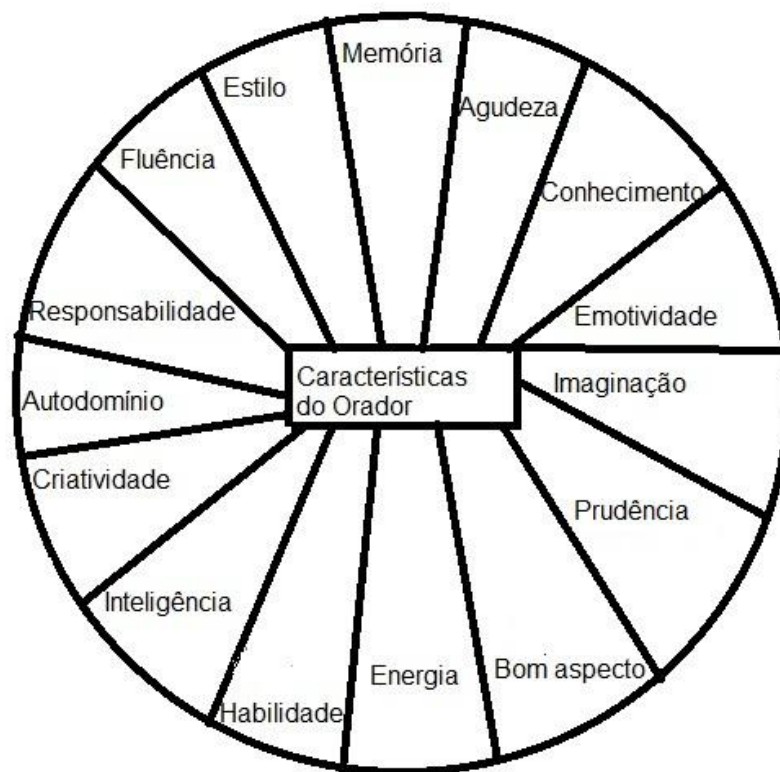 Memória
Estilo
Agudeza
Fluência
Conhecimento
Responsabilidade
Emotividade
Características
do Orador
Imaginação
Autodomínio
Criatividade
Prudência
Inteligência
Bom aspecto
Energia
Habilidade